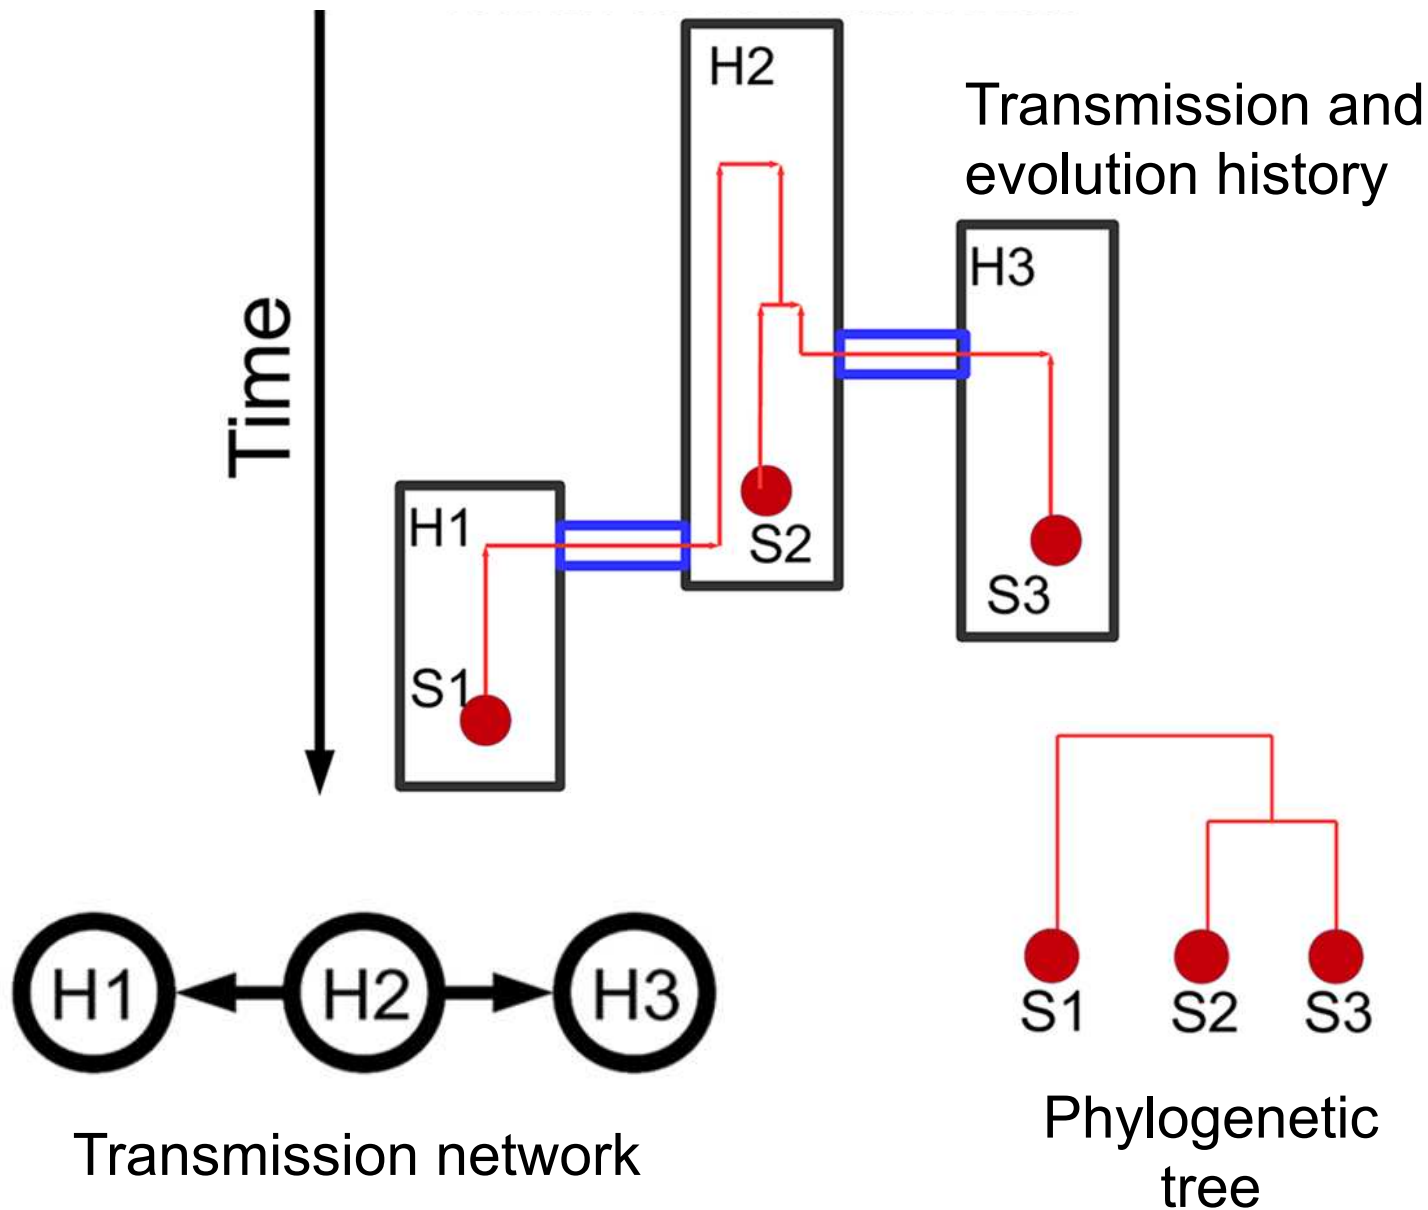 H2
Transmission and
evolution history
H3
Time
H1
S2
S3
S1
H1
H2
H3
S1
S2
S3
Transmission network
Phylogenetic
tree